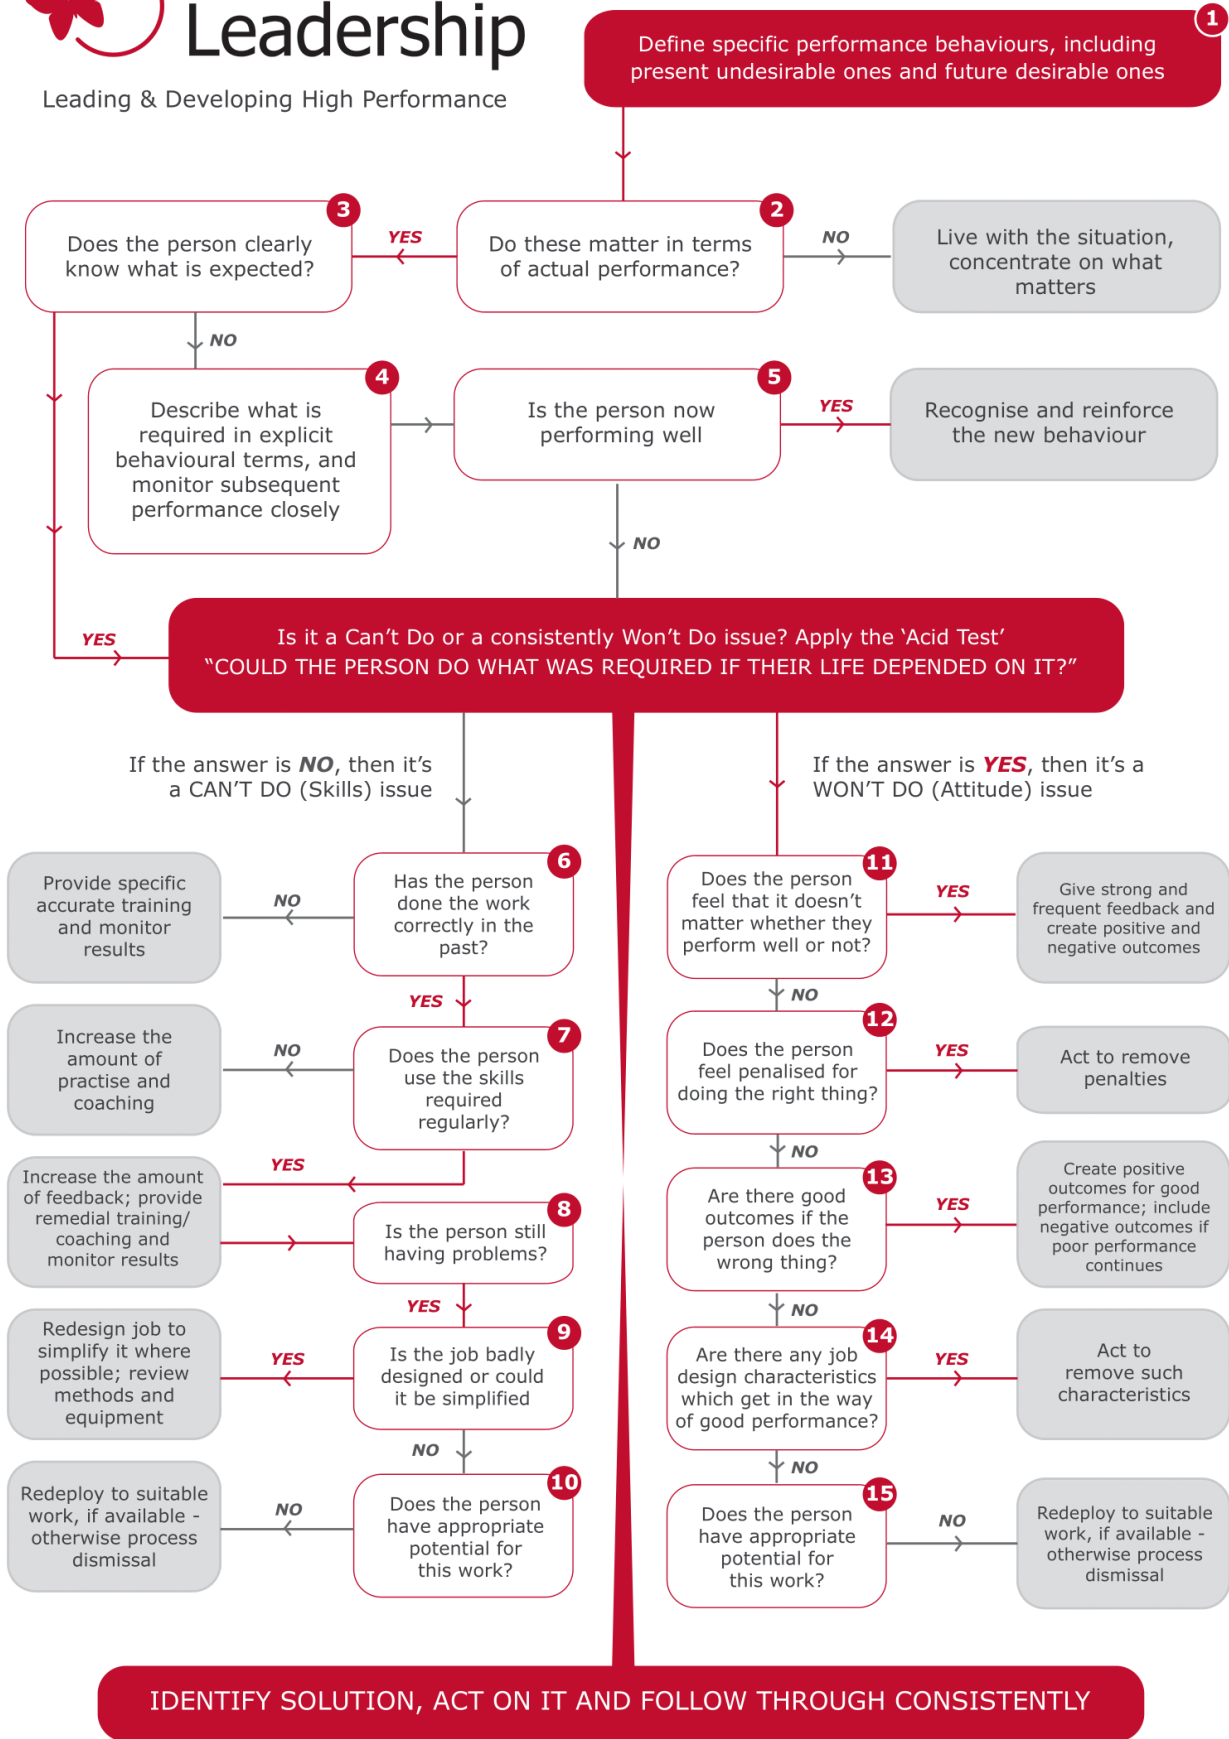 Leadership
Leading & Developing High Performance
1
Define specific performance behaviours, including
present undesirable ones and future desirable ones
3
Does the person clearly
know what is expected?
YES
2
Do these matter in terms
of actual performance?
NO
Live with the situation,
concentrate on what
matters
NO
4
Describe what is
required in explicit
behavioural terms, and
monitor subsequent
performance closely
5
Is the person now
performing well
YES
Recognise and reinforce
the new behaviour
NO
YES
Is it a Can't Do or a consistently Won't Do issue? Apply the ‘Acid Test’
“COULD THE PERSON DO WHAT WAS REQUIRED IF THEIR LIFE DEPENDED ON IT?”
If the answer is NO, then it's
a CAN'T DO (Skills) issue
If the answer is YES, then it's a
WON'T DO (Attitude) issue
6
Has the person
done the work
correctly in the
past?
NO
Provide specific
accurate training
and monitor
results
YES
7
Does the person
use the skills
required
regularly?
NO
Increase the
amount of
practise and
coaching
YES
Increase the amount
of feedback; provide
remedial training/
coaching and
monitor results
8
Is the person still
having problems?
YES
9
Is the job badly
designed or could
it be simplified
YES
Redesign job to
simplify it where
possible; review
methods and
equipment
NO
10
Does the person
have appropriate
potential for
this work?
NO
Redeploy to suitable
work, if available -
otherwise process
dismissal
11
Does the person
feel that it doesn't
matter whether they
perform well or not?
YES
Give strong and
frequent feedback and
create positive and
negative outcomes
NO
12
Does the person
feel penalised for
doing the right thing?
YES
Act to remove
penalties
NO
13
Are there good
outcomes if the
person does the
wrong thing?
YES
Create positive
outcomes for good
performance; include
negative outcomes if
poor performance
continues
NO
14
Are there any job
design characteristics
which get in the way
of good performance?
YES
Act to
remove such
characteristics
NO
15
Does the person
have appropriate
potential for
this work?
NO
Redeploy to suitable
work, if available -
otherwise process
dismissal
IDENTIFY SOLUTION, ACT ON IT AND FOLLOW THROUGH CONSISTENTLY